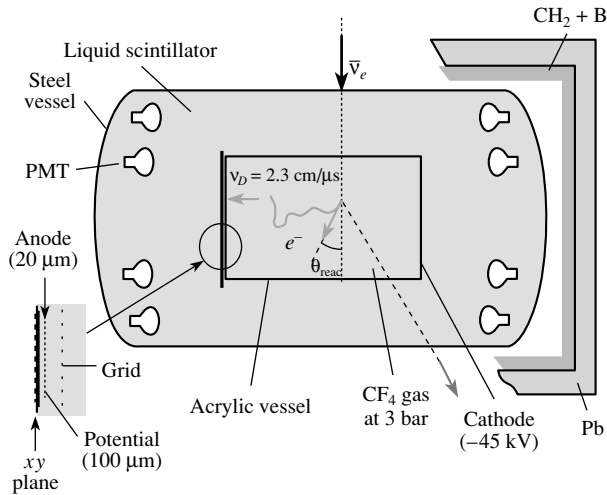 CH2 + B
Liquid scintillator
ν̄e
Steel
vessel
PMT
νD = 2.3 cm/μs
Anode
(20 μm)
e–
θreac
Grid
Acrylic vessel
CF4 gas
at 3 bar
Cathode
(–45 kV)
Pb
Potential
(100 μm)
xy
plane